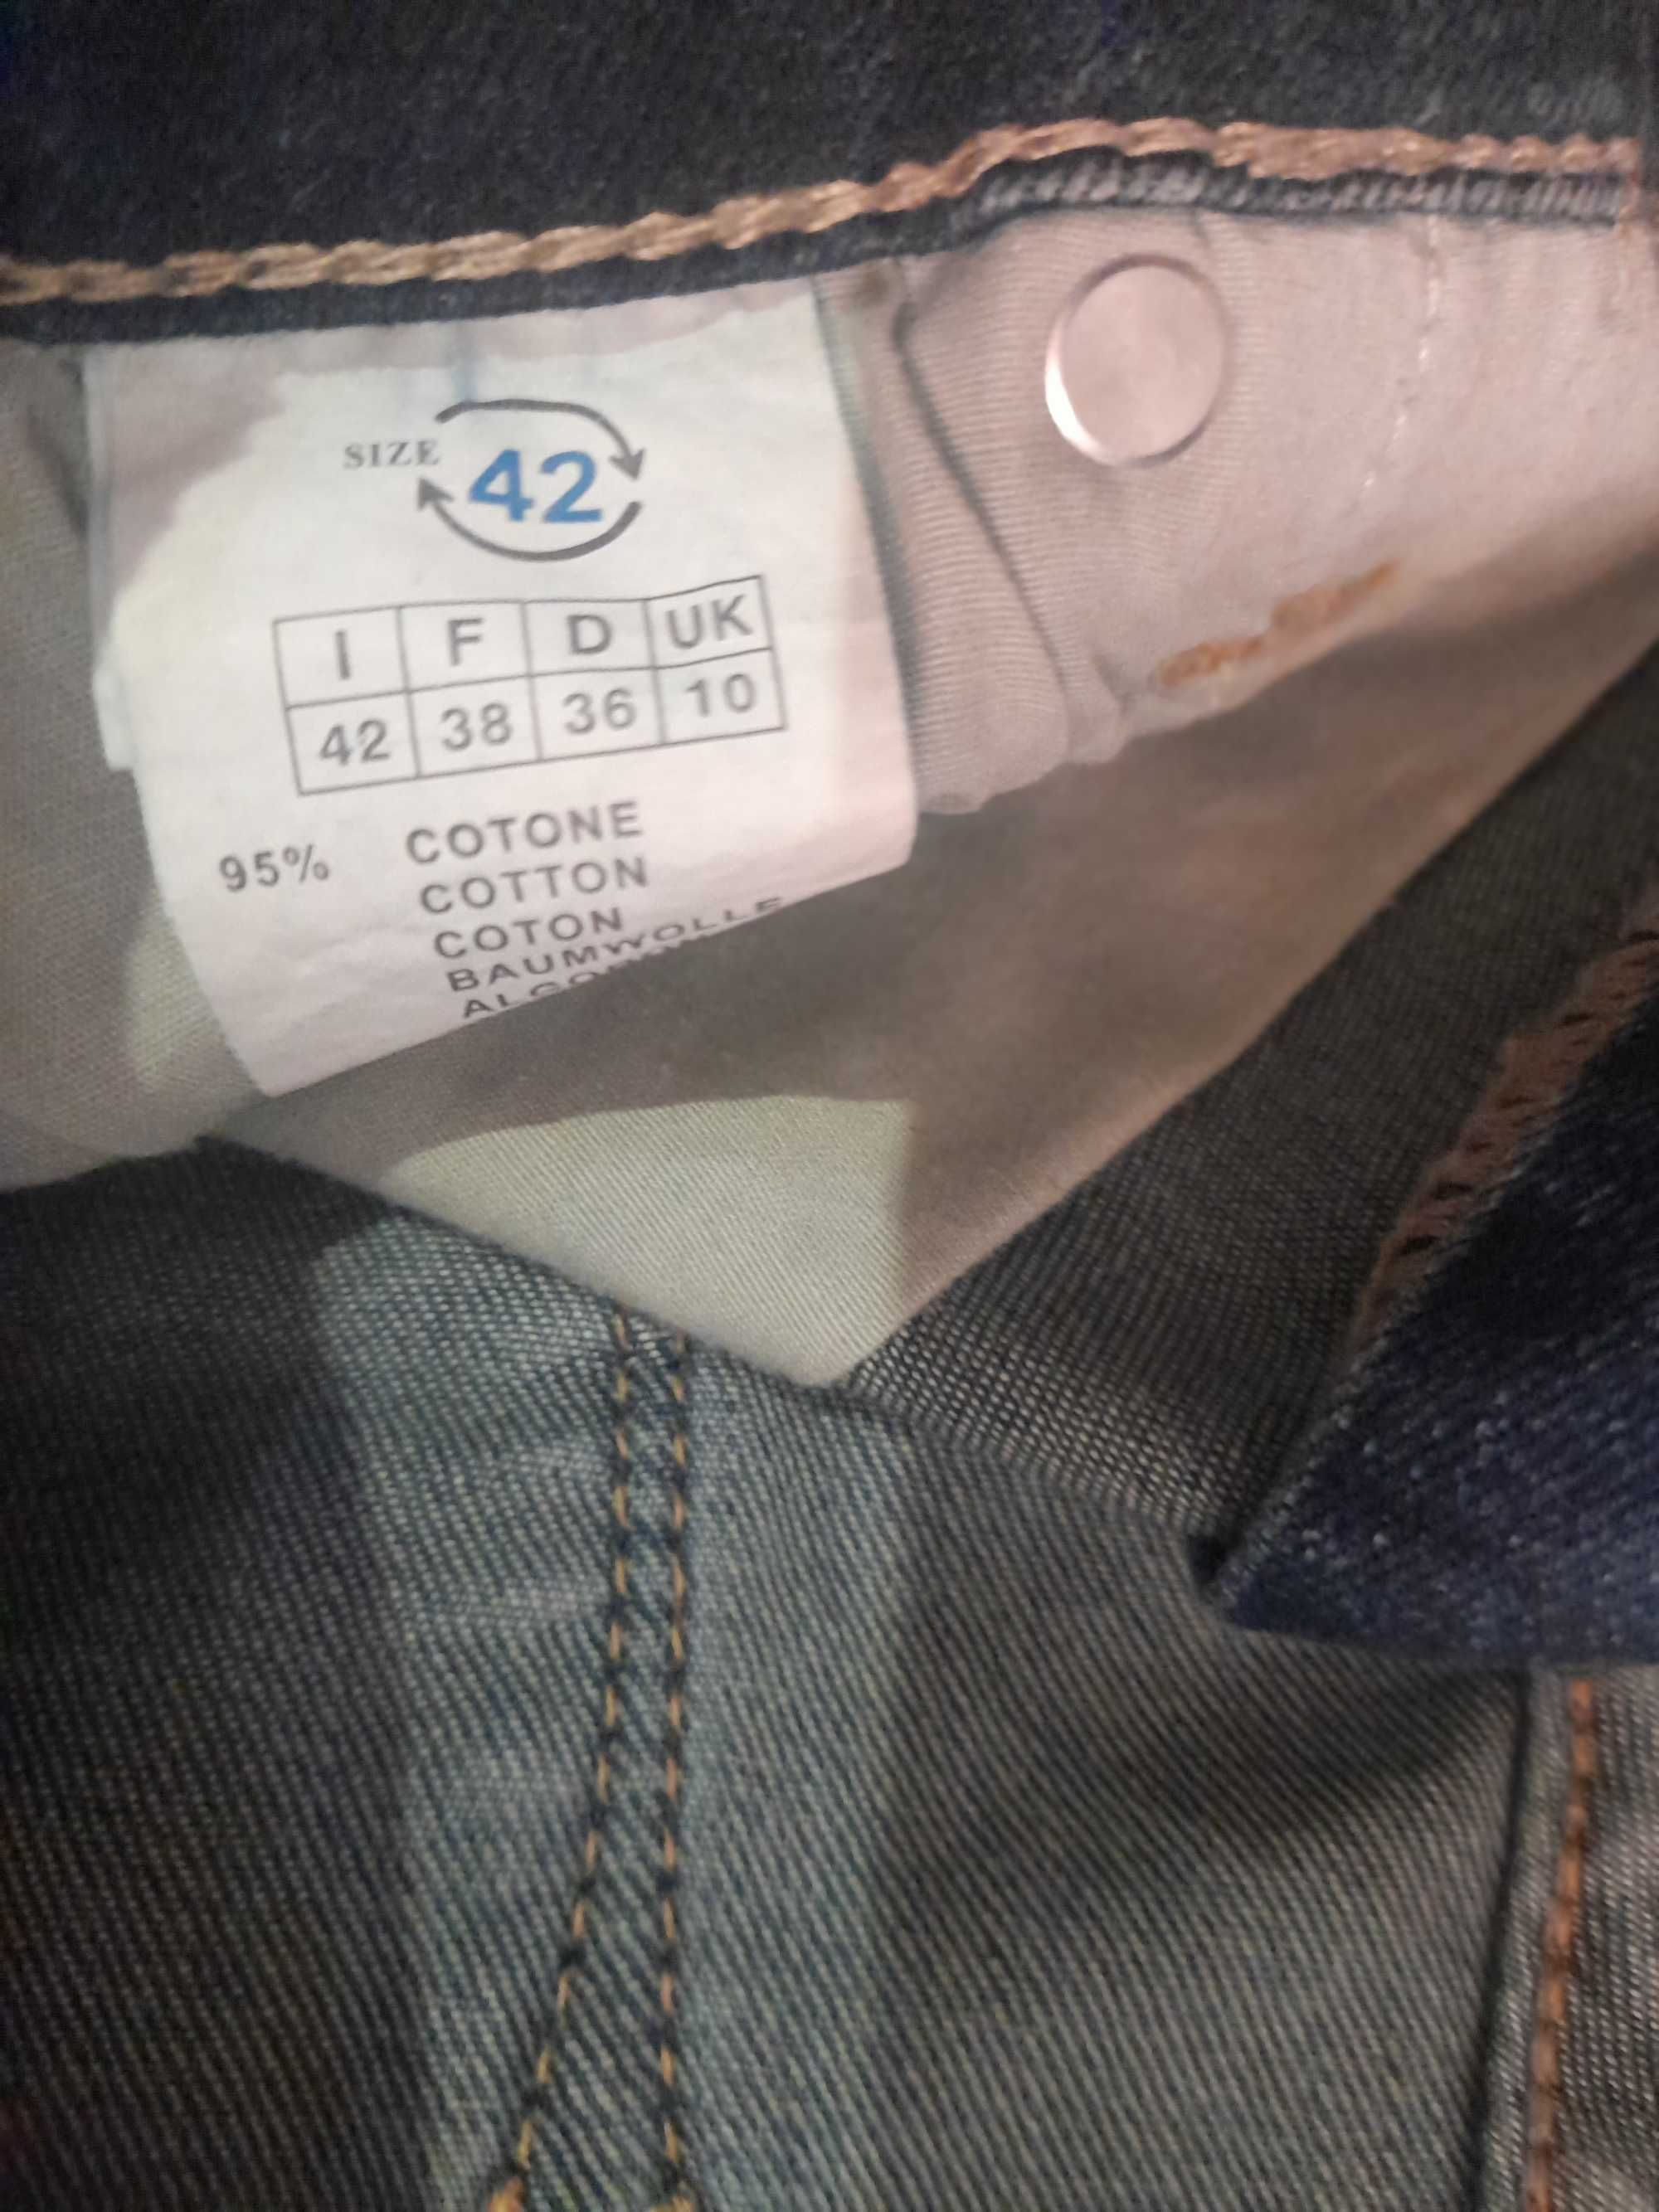 SIZE 42
I F D UK
42 38 36 10
95% COTONE
COTTON
COTON
BAUMWOLLE